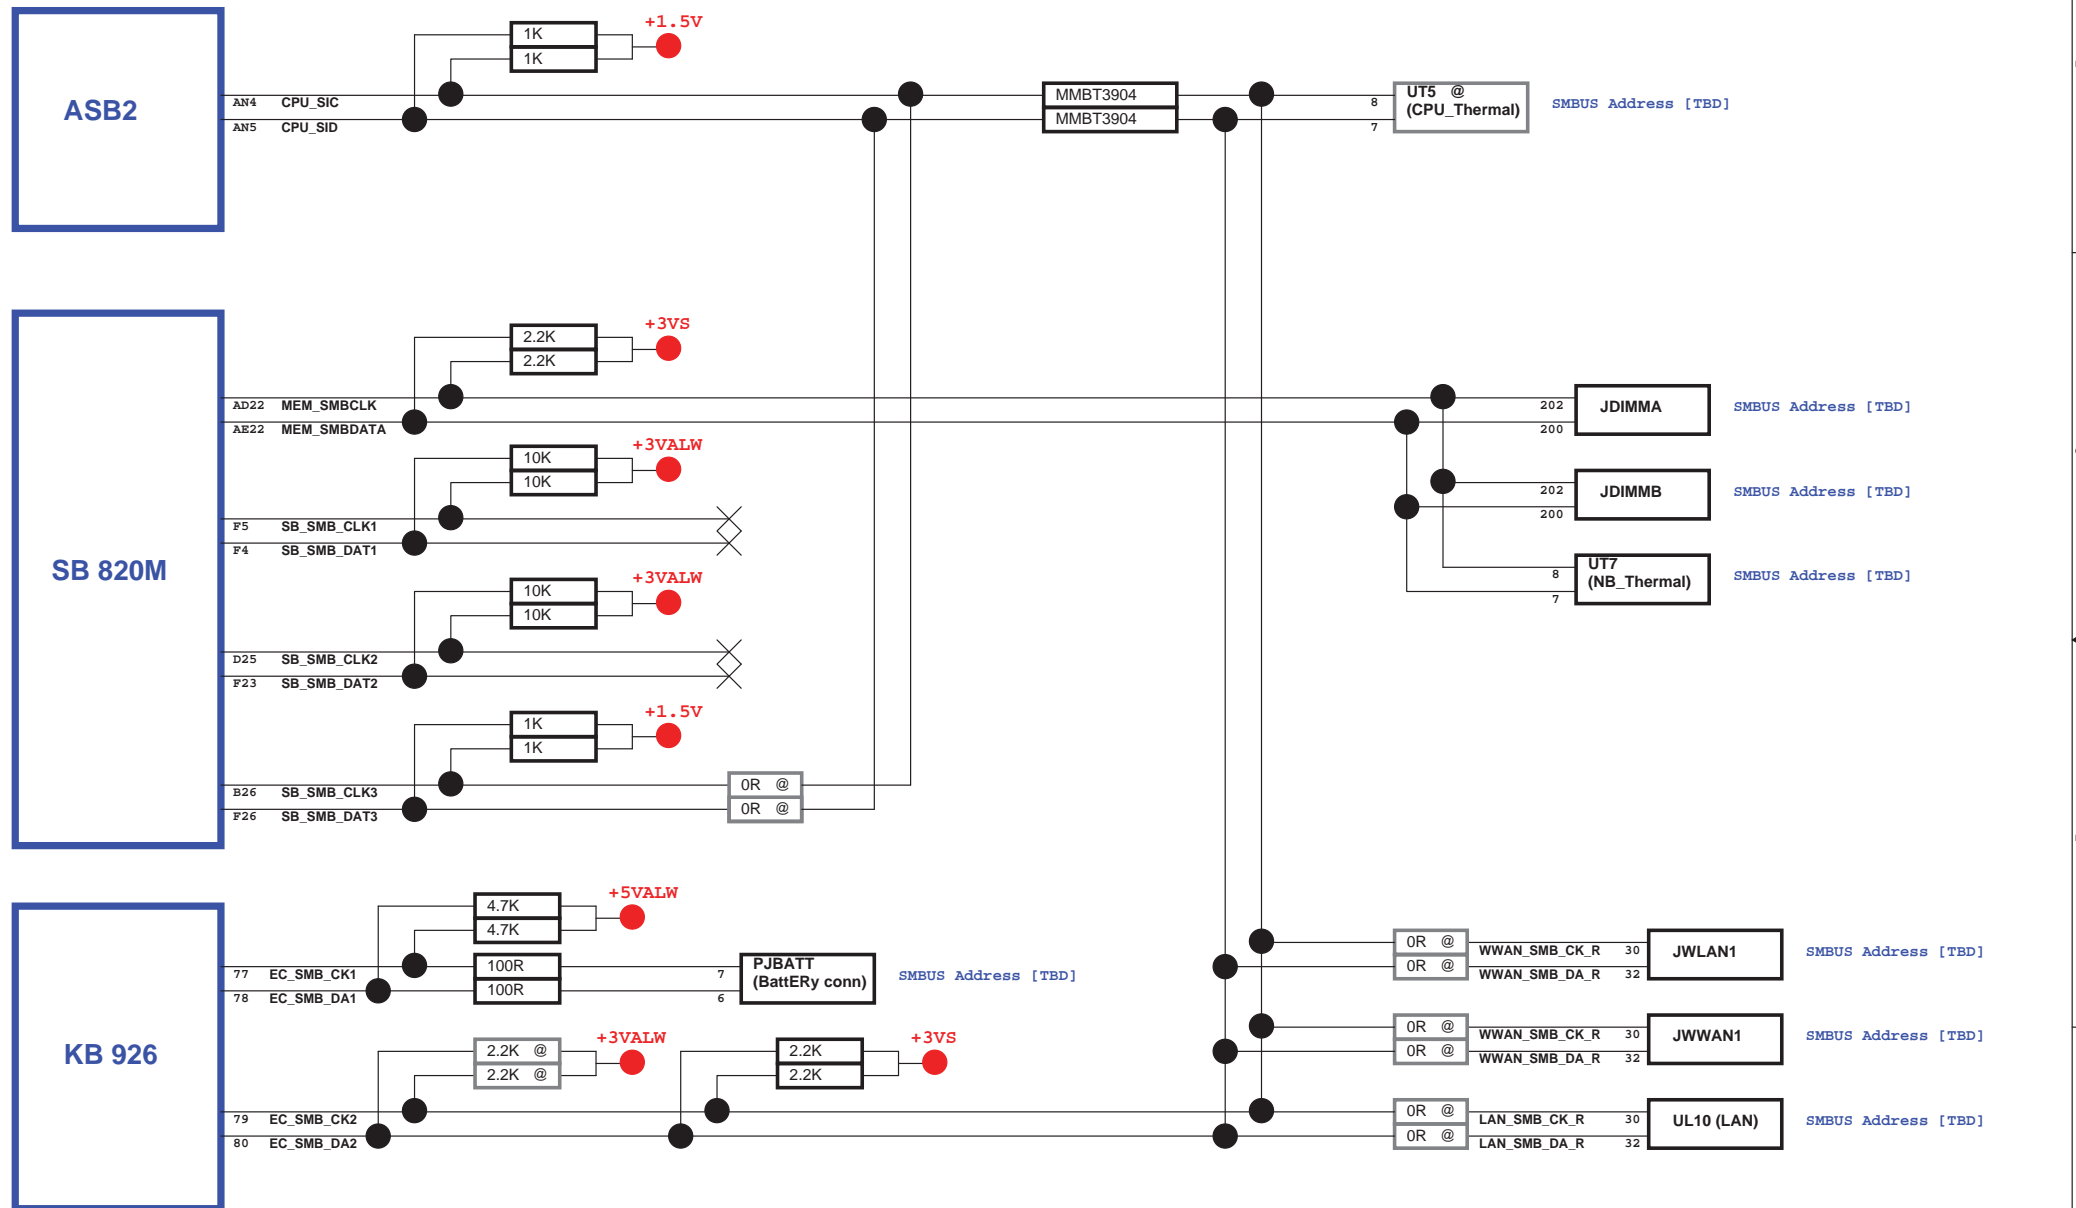 +1.5V
1K
1K
ASB2
AN4 CPU_SIC
AN5 CPU_SID
MMBT3904
MMBT3904
8
7
UT5 @
(CPU_Thermal)
SMBUS Address [TBD]
+3VS
2.2K
2.2K
AD22 MEM_SMBCLK
AE22 MEM_SMBDATA
202
200
JDIMMA
SMBUS Address [TBD]
+3VALW
10K
10K
202
200
JDIMMB
SMBUS Address [TBD]
F5 SB_SMB_CLK1
F4 SB_SMB_DAT1
SB 820M
8
7
UT7
(NB_Thermal)
SMBUS Address [TBD]
+3VALW
10K
10K
D25 SB_SMB_CLK2
F23 SB_SMB_DAT2
+1.5V
1K
1K
B26 SB_SMB_CLK3
F26 SB_SMB_DAT3
0R @
0R @
+5VALW
4.7K
4.7K
77 EC_SMB_CK1
78 EC_SMB_DA1
100R
100R
7
6
PJBATT
(BattERy conn)
SMBUS Address [TBD]
0R @
0R @
WWAN_SMB_CK_R 30
WWAN_SMB_DA_R 32
JWLAN1
SMBUS Address [TBD]
KB 926
+3VALW
2.2K @
2.2K @
+3VS
2.2K
2.2K
0R @
0R @
WWAN_SMB_CK_R 30
WWAN_SMB_DA_R 32
JWWAN1
SMBUS Address [TBD]
79 EC_SMB_CK2
80 EC_SMB_DA2
0R @
0R @
LAN_SMB_CK_R 30
LAN_SMB_DA_R 32
UL10 (LAN)
SMBUS Address [TBD]